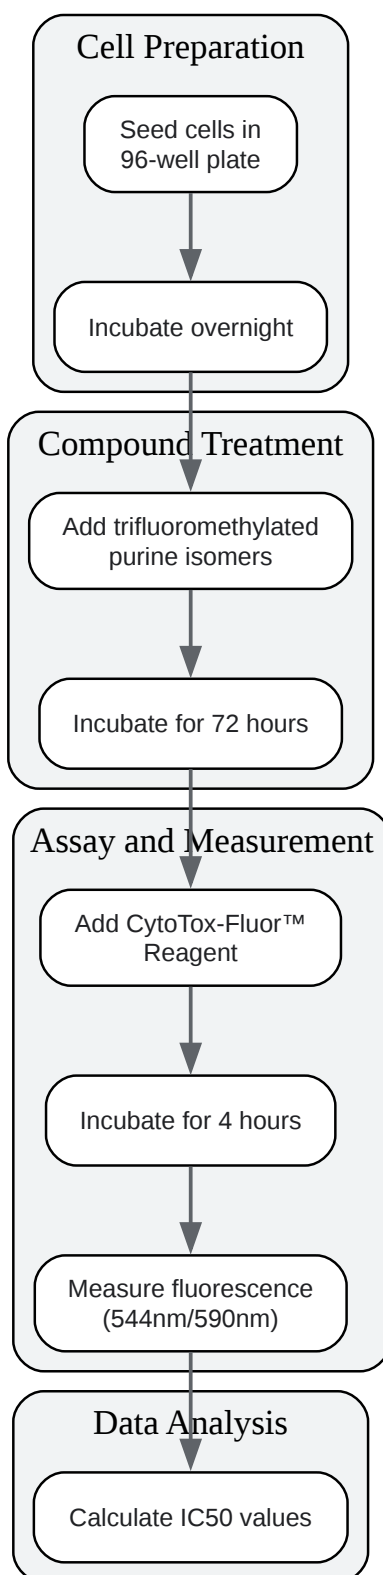 Cell Preparation
Seed cells in
96-well plate
Incubate overnight
Compound Treatment
Add trifluoromethylated
purine isomers
Incubate for 72 hours
Assay and Measurement
Add CytoTox-Fluor™
Reagent
Incubate for 4 hours
Measure fluorescence
(544nm/590nm)
Data Analysis
Calculate IC50 values